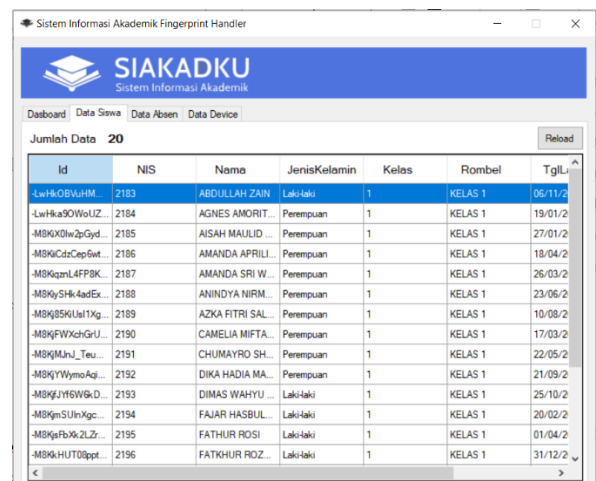 Sistem Informasi Akademik Fingerprint Handler
SIAKADKU
Sistem Informasi Akademik
Dasboard Data Siswa Data Absen Data Device
Jumlah Data 20 Reload
Id NIS Nama JenisKelamin Kelas Rombel TglLa
-LwHkOBVuHM... 2183 ABDULLAH ZAIN Laki-laki 1 KELAS 1 06/11/2
-LwHka9OWoUZ... 2184 AGNES AMORIT... Perempuan 1 KELAS 1 19/01/2
-M8KiX0lw2pGyd... 2185 AISAH MAULID ... Perempuan 1 KELAS 1 27/01/2
-M8KiCdzCep6wt... 2186 AMANDA APRILI... Perempuan 1 KELAS 1 18/04/2
-M8KiqznL4FP8K... 2187 AMANDA SRI W... Perempuan 1 KELAS 1 26/03/2
-M8KiySHk4adEx... 2188 ANINDYA NIRM... Perempuan 1 KELAS 1 23/06/2
-M8Kj85KiUsI1Xg... 2189 AZKA FITRI SAL... Perempuan 1 KELAS 1 10/08/2
-M8KjFWXchGrU... 2190 CAMELIA MIFTA... Perempuan 1 KELAS 1 17/03/2
-M8KjMJnJ_Teu... 2191 CHUMAYRO SH... Perempuan 1 KELAS 1 22/05/2
-M8KjYWymoAqi... 2192 DIKA HADIA MA... Perempuan 1 KELAS 1 21/09/2
-M8KjfJYf6W6kD... 2193 DIMAS WAHYU ... Laki-laki 1 KELAS 1 25/10/2
-M8KjmSUlnXgc... 2194 FAJAR HASBUL... Laki-laki 1 KELAS 1 20/02/2
-M8KjsFbXk2LZr... 2195 FATHUR ROSI Laki-laki 1 KELAS 1 01/04/2
-M8KkHUT08ppt... 2196 FATKHUR ROZ... Laki-laki 1 KELAS 1 31/12/2